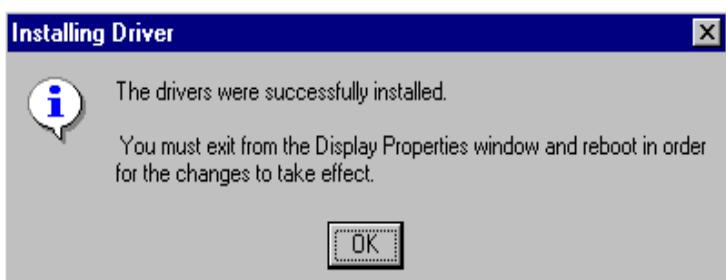 Installing Driver
The drivers were successfully installed.
You must exit from the Display Properties window and reboot in order
for the changes to take effect.
OK